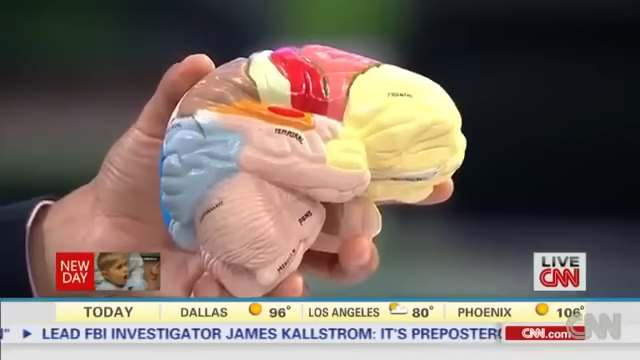 FRONTAL
TEMPORAL
PONS
NEW
DAY
LIVE
CNN
TODAY
DALLAS 96° LOS ANGELES 80° PHOENIX 106°
LEAD FBI INVESTIGATOR JAMES KALLSTROM: IT'S PREPOSTERO
CNN.com
CNN